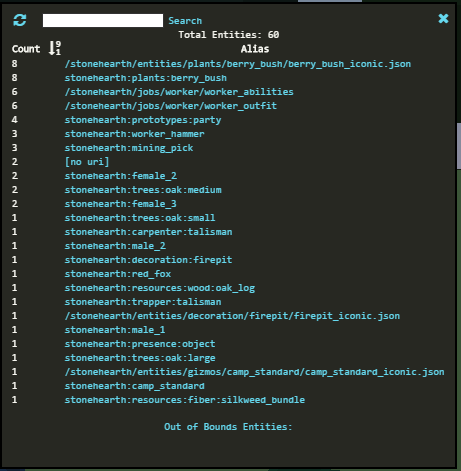 Search
Total Entities: 60
Count 9 1 Alias
8 /stonehearth/entities/plants/berry_bush/berry_bush_iconic.json
8 stonehearth:plants:berry_bush
6 /stonehearth/jobs/worker/worker_abilities
6 /stonehearth/jobs/worker/worker_outfit
4 stonehearth:prototypes:party
3 stonehearth:worker_hammer
3 stonehearth:mining_pick
2 [no uri]
2 stonehearth:female_2
2 stonehearth:trees:oak:medium
2 stonehearth:female_3
1 stonehearth:trees:oak:small
1 stonehearth:carpenter:talisman
1 stonehearth:male_2
1 stonehearth:decoration:firepit
1 stonehearth:red_fox
1 stonehearth:resources:wood:oak_log
1 stonehearth:trapper:talisman
1 /stonehearth/entities/decoration/firepit/firepit_iconic.json
1 stonehearth:male_1
1 stonehearth:presence:object
1 stonehearth:trees:oak:large
1 /stonehearth/entities/gizmos/camp_standard/camp_standard_iconic.json
1 stonehearth:camp_standard
1 stonehearth:resources:fiber:silkweed_bundle
Out of Bounds Entities: